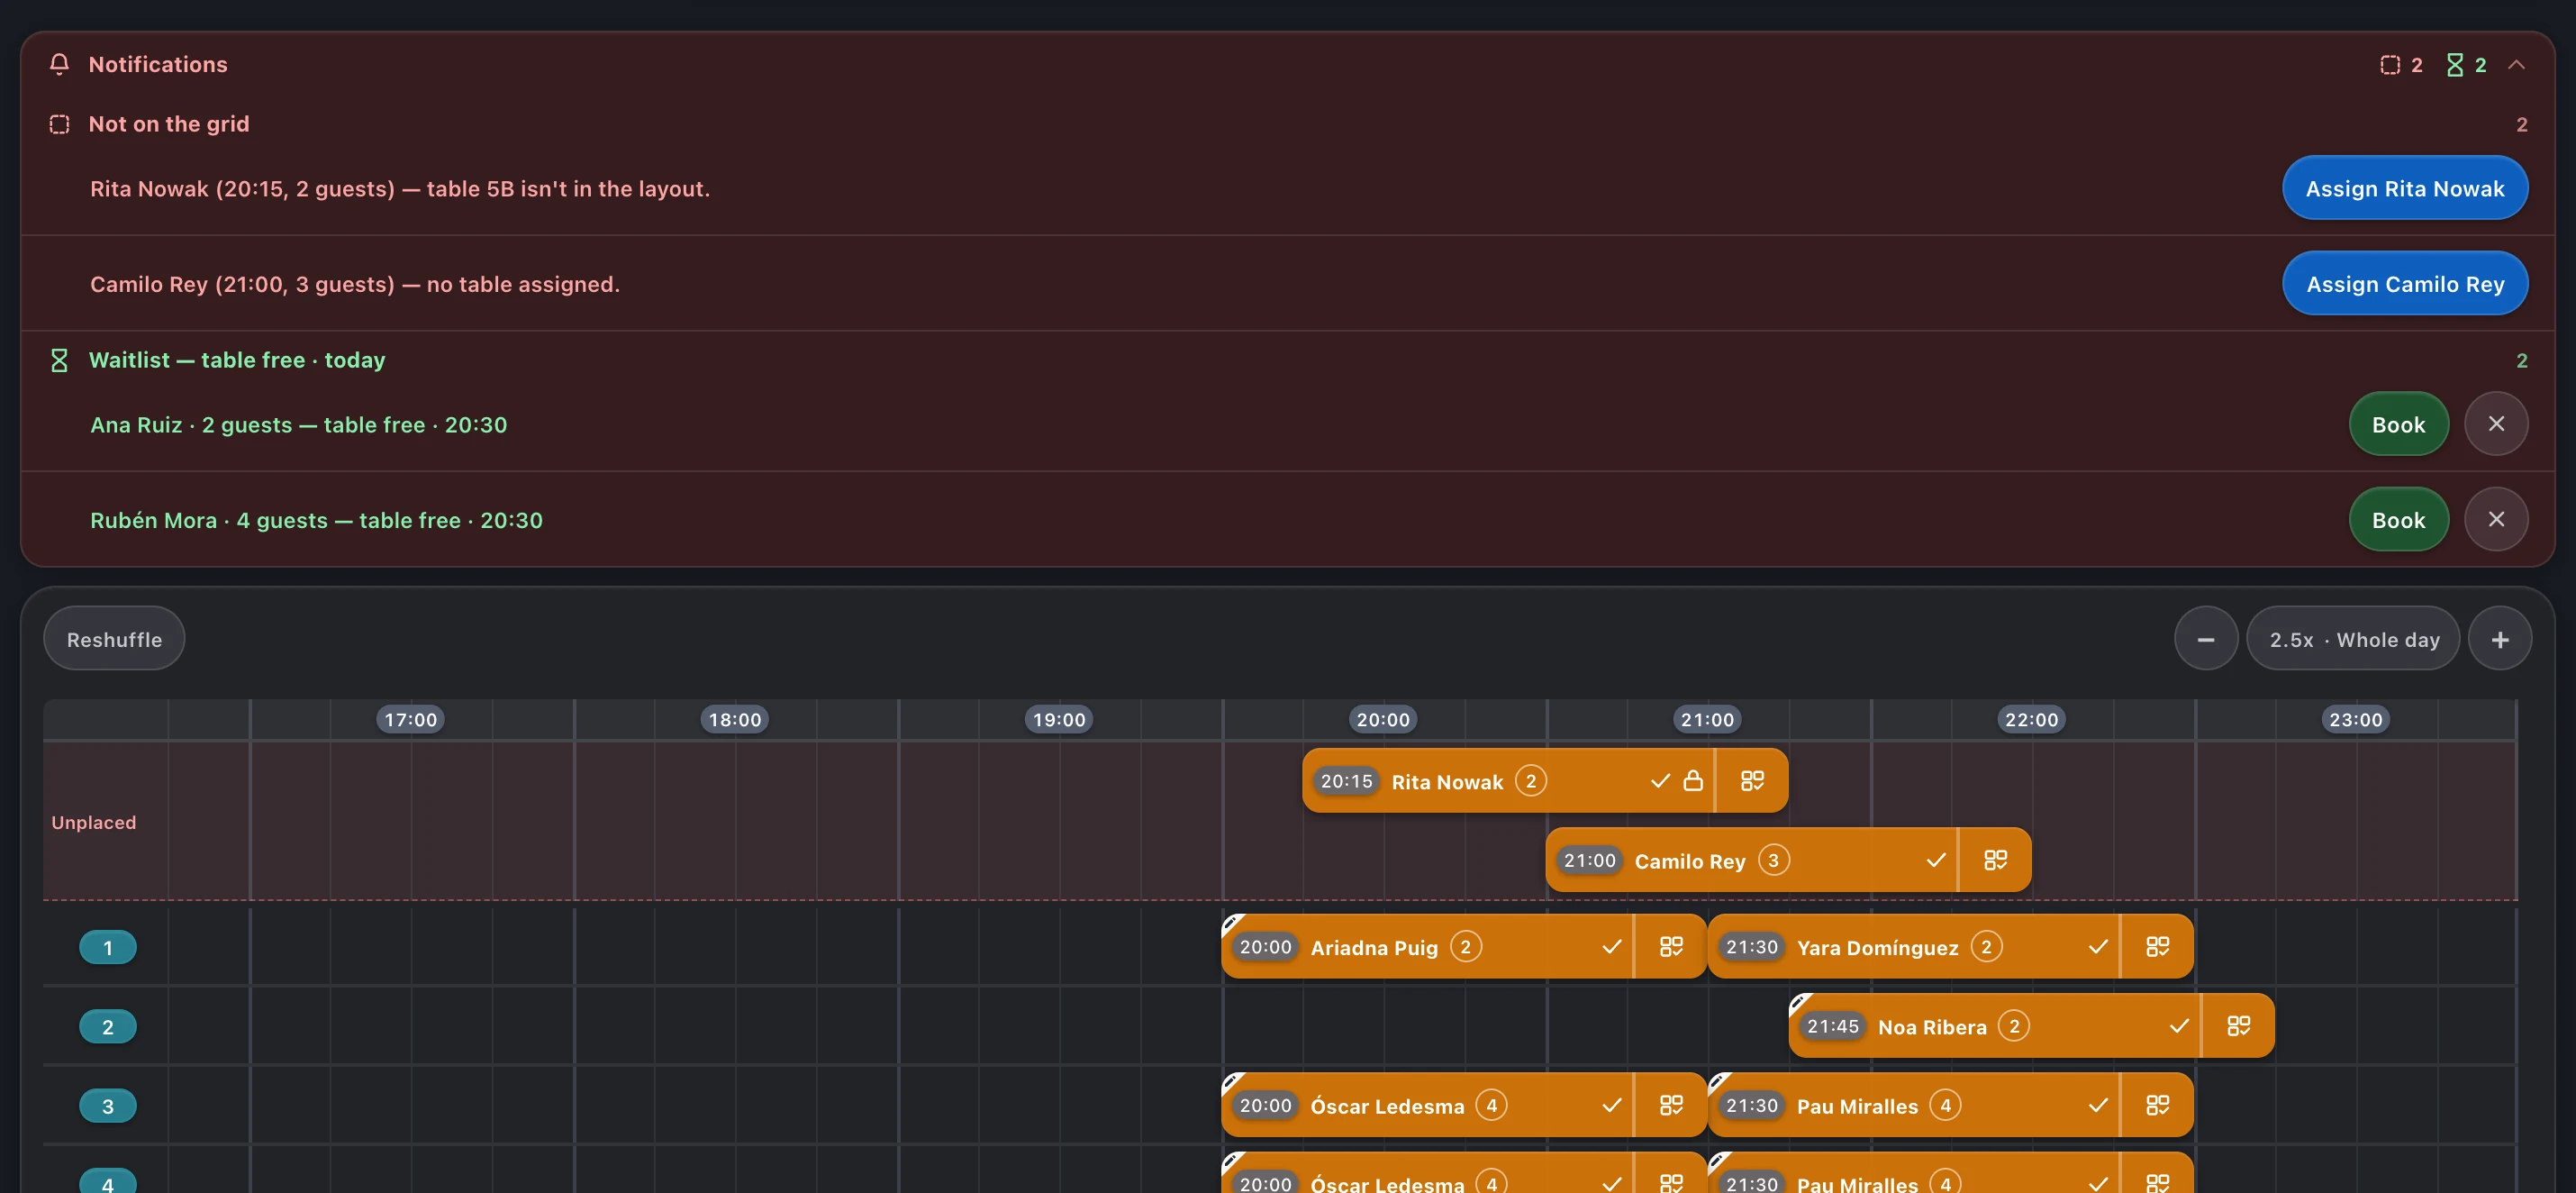 Notifications 2 2
Not on the grid 2
Rita Nowak (20:15, 2 guests) — table 5B isn't in the layout. Assign Rita Nowak
Camilo Rey (21:00, 3 guests) — no table assigned. Assign Camilo Rey
Waitlist — table free · today 2
Ana Ruiz · 2 guests — table free · 20:30 Book
Rubén Mora · 4 guests — table free · 20:30 Book
Reshuffle − 2.5x · Whole day +
17:00 18:00 19:00 20:00 21:00 22:00 23:00
20:15 Rita Nowak 2
Unplaced
21:00 Camilo Rey 3
1 20:00 Ariadna Puig 2 21:30 Yara Domínguez 2
2 21:45 Noa Ribera 2
3 20:00 Óscar Ledesma 4 21:30 Pau Miralles 4
4 20:00 Óscar Ledesma 4 21:30 Pau Miralles 4